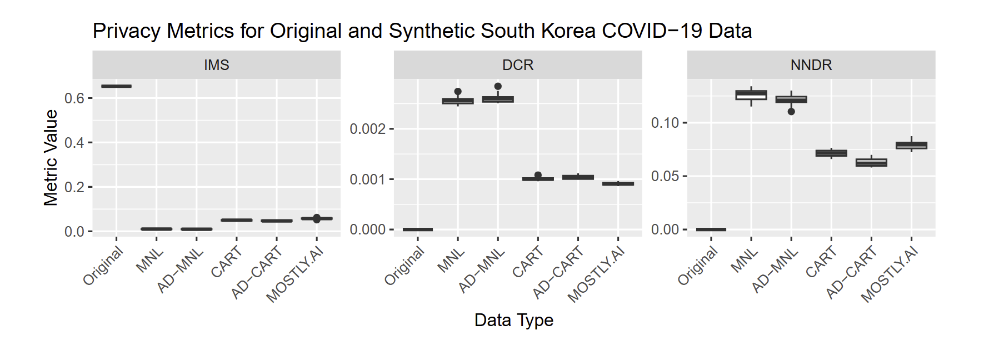 Privacy Metrics for Original and Synthetic South Korea COVID−19 Data
IMS
DCR
NNDR
Metric Value
0.6
0.4
0.2
0.0
0.002
0.001
0.000
0.10
0.05
0.00
Original
MNL
AD−MNL
CART
AD−CART
MOSTLY.AI
Original
MNL
AD−MNL
CART
AD−CART
MOSTLY.AI
Original
MNL
AD−MNL
CART
AD−CART
MOSTLY.AI
Data Type